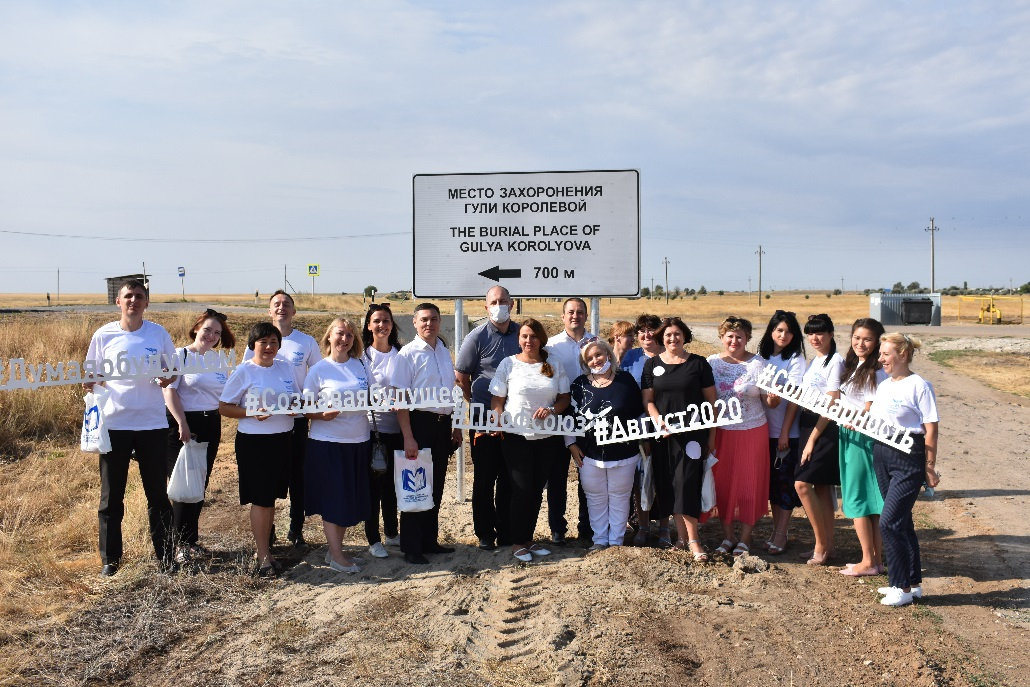 МЕСТО ЗАХОРОНЕНИЯ
ГУЛИ КОРОЛЕВОЙ
THE BURIAL PLACE OF
GULYA KOROLYOVA
700 м
#Создаваябудущее
#Профсоюз
#Август2020
#Солидарность